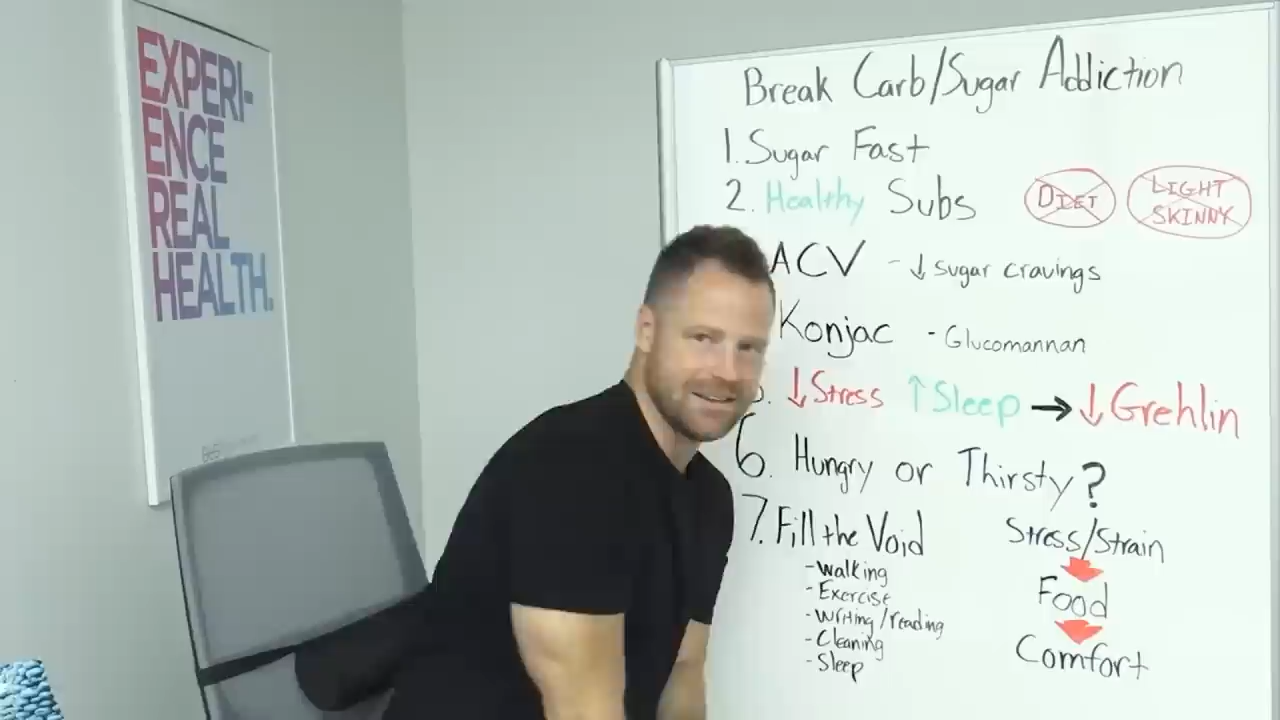 EXPERI-
ENCE
REAL
HEALTH.
Break Carb/Sugar Addiction
1. Sugar Fast
2. Healthy Subs DIET LIGHT SKINNY
ACV - ↓ sugar cravings
Konjac - Glucomannan
↓Stress ↑Sleep → ↓Grehlin
6. Hungry or Thirsty?
7. Fill the Void
-Walking
-Exercise
-Writing/reading
-Cleaning
-Sleep
Stress/Strain
Food
Comfort